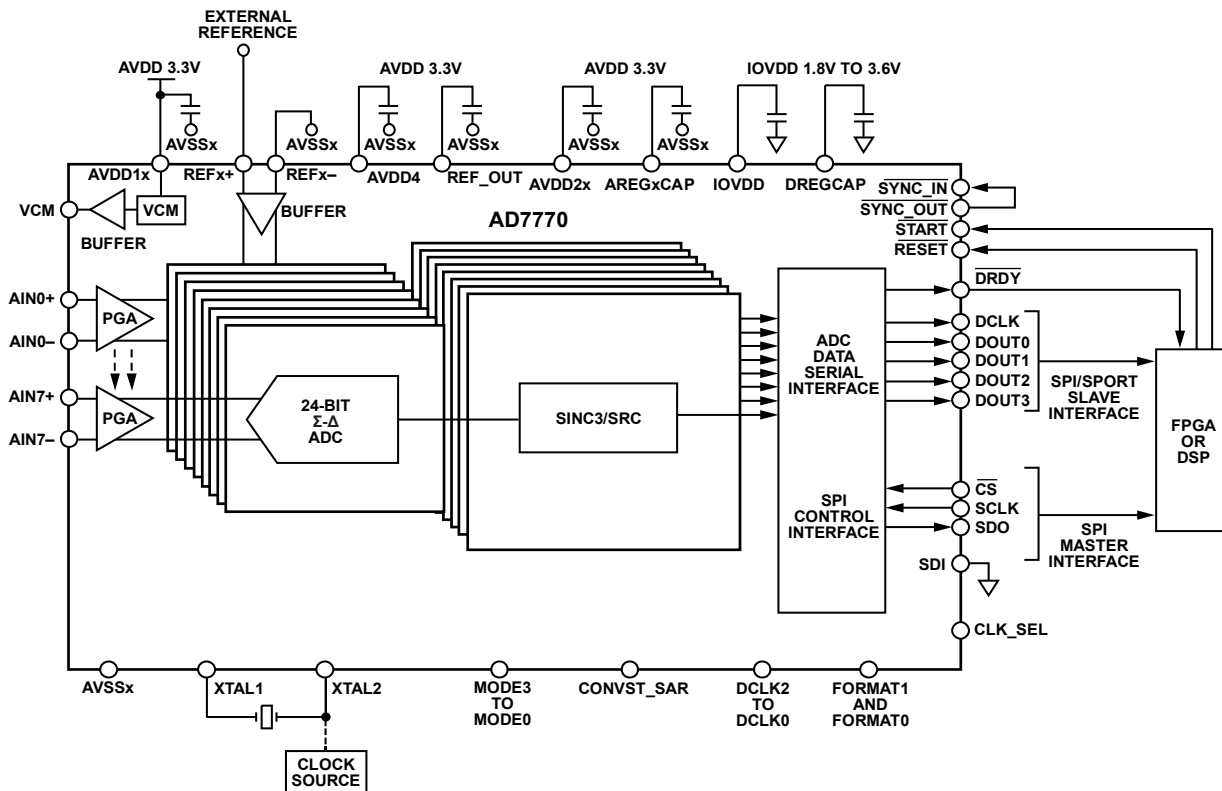 EXTERNAL
REFERENCE
AVDD 3.3V
AVDD 3.3V
AVDD 3.3V
IOVDD 1.8V TO 3.6V
AVSSx
AVSSx
AVSSx
AVSSx
AVSSx
AVSSx
AVDD1x
REFx+
REFx–
AVDD4
REF_OUT
AVDD2x
AREGxCAP
IOVDD
DREGCAP
VCM
VCM
BUFFER
BUFFER
AD7770
SYNC_IN
SYNC_OUT
START
RESET
DRDY
DCLK
DOUT0
DOUT1
DOUT2
DOUT3
AIN0+
AIN0–
AIN7+
AIN7–
PGA
PGA
24-BIT
Σ-Δ
ADC
SINC3/SRC
ADC
DATA
SERIAL
INTERFACE
SPI
CONTROL
INTERFACE
SPI/SPORT
SLAVE
INTERFACE
FPGA
OR
DSP
CS
SCLK
SDO
SPI
MASTER
INTERFACE
SDI
CLK_SEL
AVSSx
XTAL1
XTAL2
MODE3
TO
MODE0
CONVST_SAR
DCLK2
TO
DCLK0
FORMAT1
AND
FORMAT0
CLOCK
SOURCE